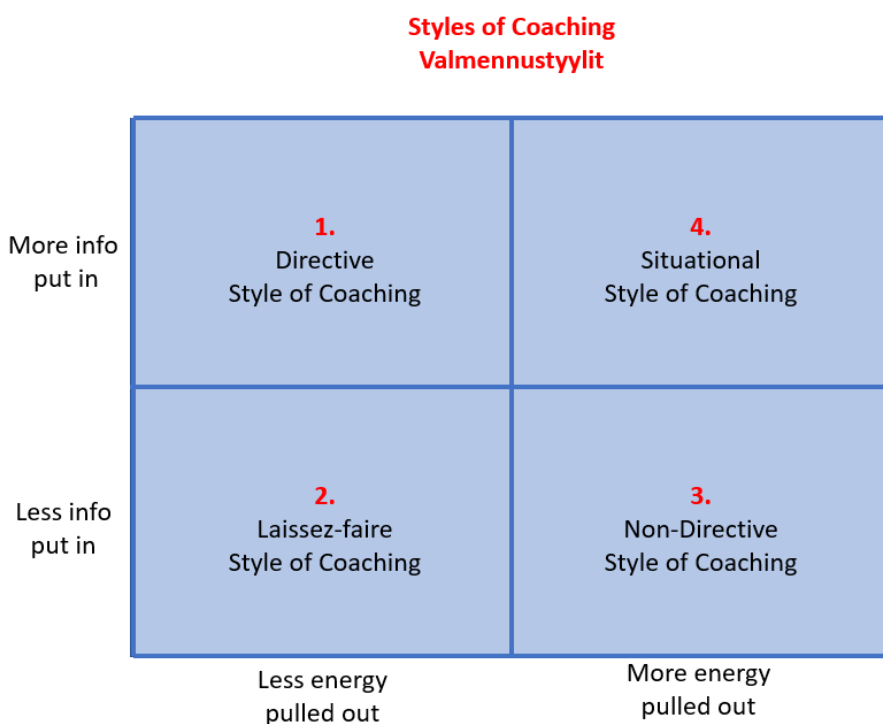 Styles of Coaching
Valmennustyylit
More info
put in
1.
Directive
Style of Coaching
4.
Situational
Style of Coaching
Less info
put in
2.
Laissez-faire
Style of Coaching
3.
Non-Directive
Style of Coaching
Less energy
pulled out
More energy
pulled out